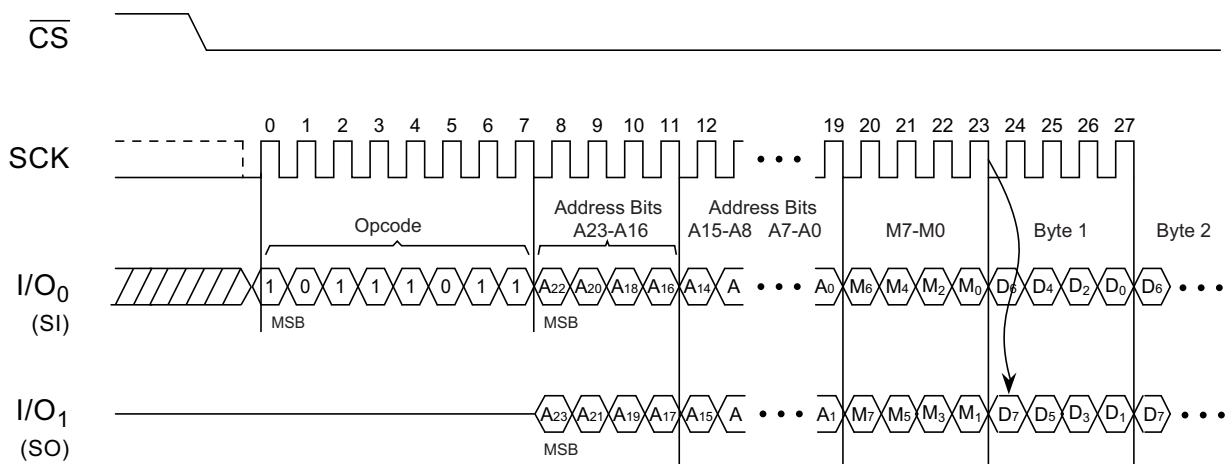 CS
SCK
0 1 2 3 4 5 6 7 8 9 10 11 12 19 20 21 22 23 24 25 26 27
Opcode
Address Bits
A23-A16
Address Bits
A15-A8 A7-A0
M7-M0
Byte 1
Byte 2
I/O0
(SI)
1 0 1 1 1 0 1 1 A22 A20 A18 A16 A14 A A0 M6 M4 M2 M0 D6 D4 D2 D0 D6
MSB MSB
I/O1
(SO)
A23 A21 A19 A17 A15 A A1 M7 M5 M3 M1 D7 D5 D3 D1 D7
MSB